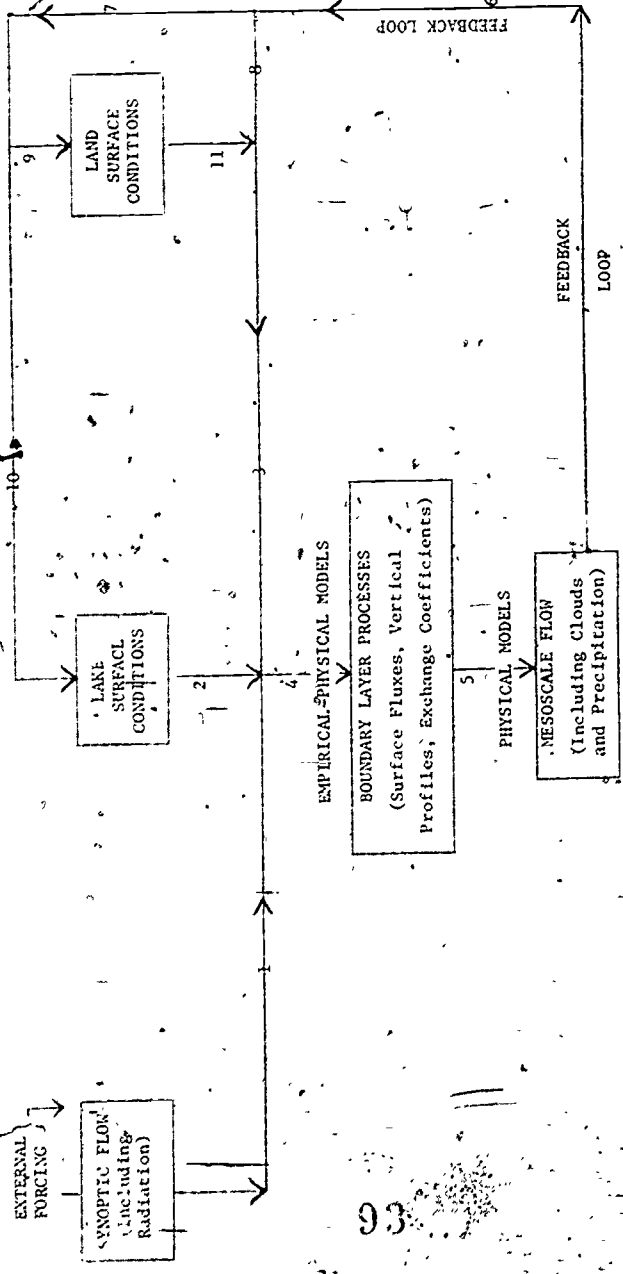 EXTERNAL
FORCING
SYNOPTIC FLOW
(Including
Radiation)
1
10
LAKE
SURFACL
CONDITIONS
2
3
4
EMPIRICAL-PHYSICAL MODELS
BOUNDARY LAYER PROCESSES
(Surface Fluxes, Vertical
Profiles, Exchange Coefficients)
5
PHYSICAL MODELS
MESOSCALE FLOW
(Including Clouds
and Precipitation)
9
LAND
SURFACE
CONDITIONS
11
8
7
FEEDBACK LOOP
6
FEEDBACK
LOOP
93